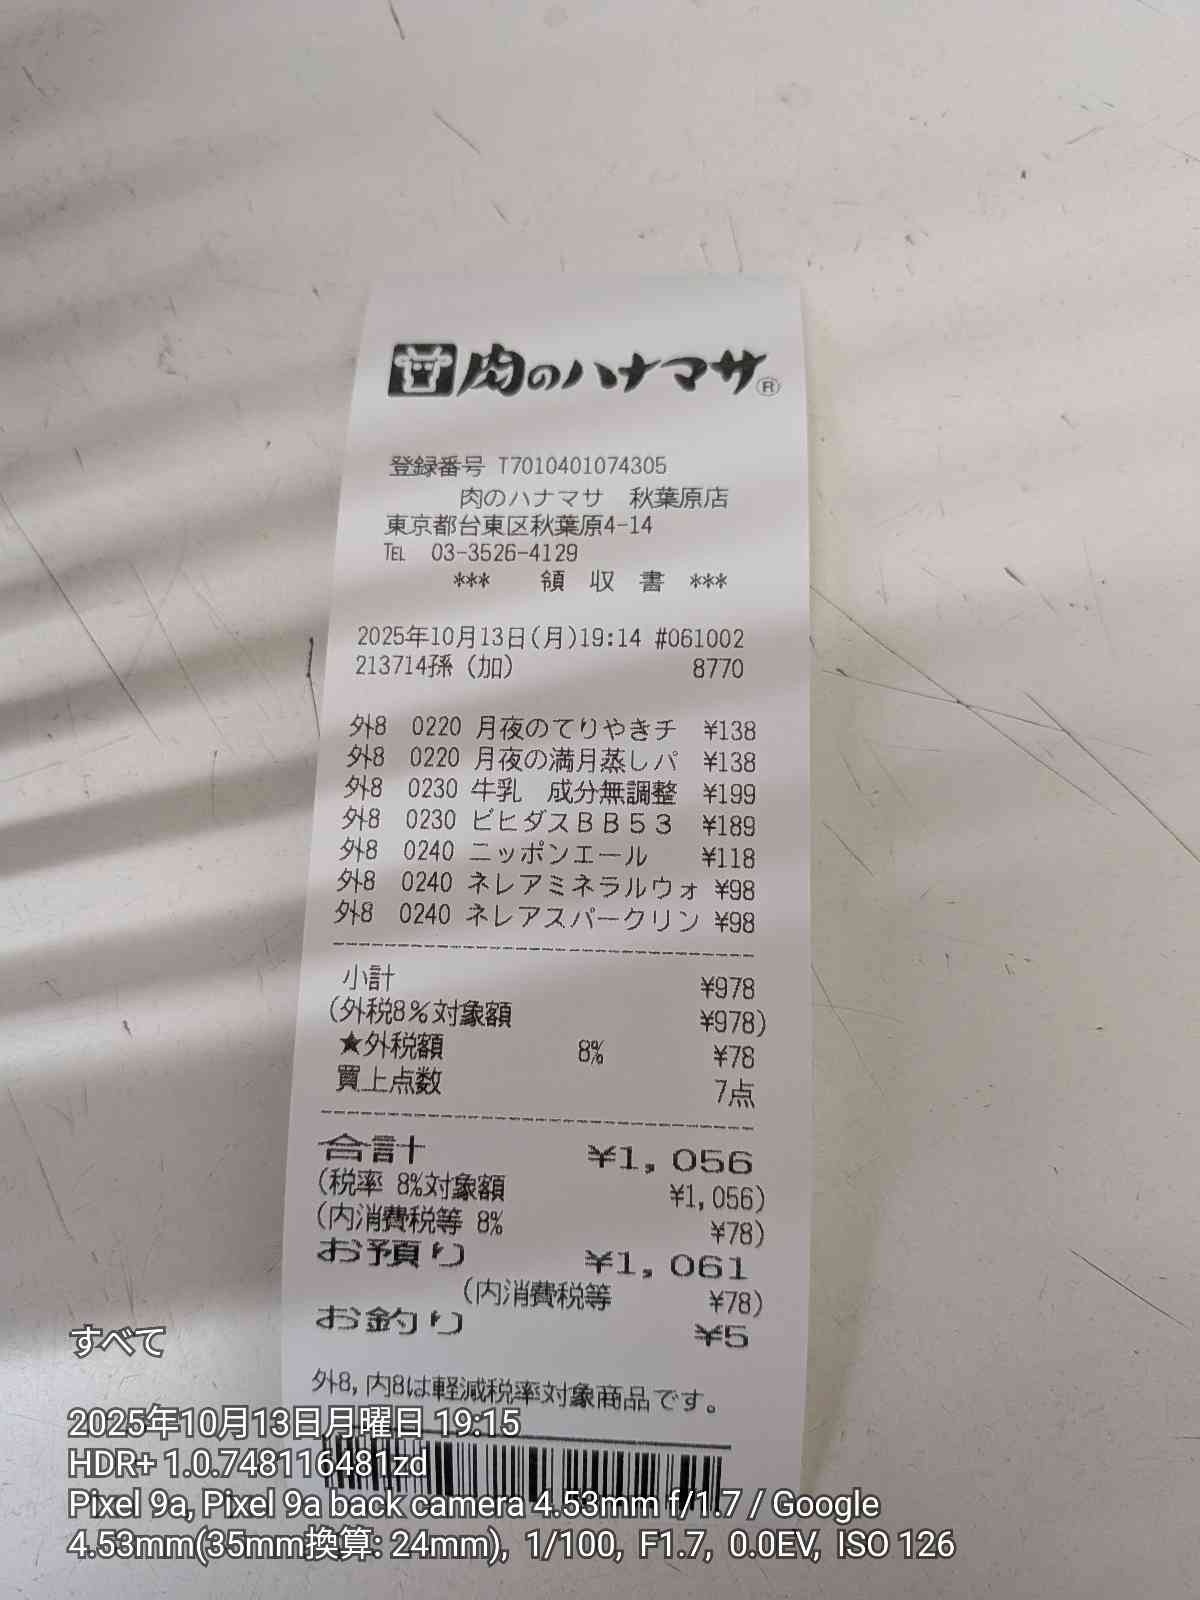 肉のハナマサ®
登録番号 T7010401074305
肉のハナマサ 秋葉原店
東京都台東区秋葉原4-14
℡ 03-3526-4129
*** 領 収 書 ***
2025年10月13日(月)19:14 #061002
213714孫(加) 8770
外8 0220 月夜のてりやきチ ¥138
外8 0220 月夜の満月蒸しパ ¥138
外8 0230 牛乳 成分無調整 ¥199
外8 0230 ビヒダスBB53 ¥189
外8 0240 ニッポンエール ¥118
外8 0240 ネレアミネラルウォ ¥98
外8 0240 ネレアスパークリン ¥98
小計 ¥978
(外税8%対象額 ¥978)
★外税額 8% ¥78
買上点数 7点
合計 ¥1,056
(税率 8%対象額 ¥1,056)
(内消費税等 8% ¥78)
お預り ¥1,061
(内消費税等 ¥78)
お釣り ¥5
外8,内8は軽減税率対象商品です。
すべて
2025年10月13日月曜日 19:15
HDR+ 1.0.748116481zd
Pixel 9a, Pixel 9a back camera 4.53mm f/1.7 / Google
4.53mm(35mm換算: 24mm), 1/100, F1.7, 0.0EV, ISO 126